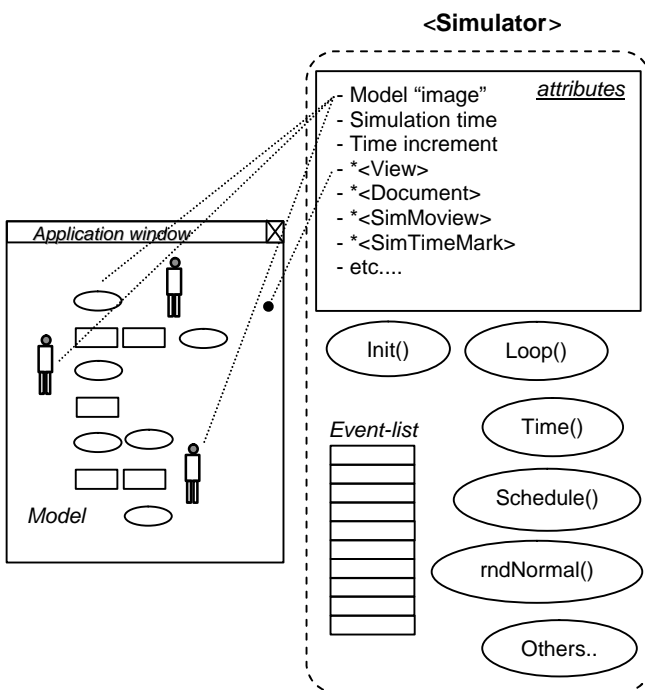 <Simulator>
attributes
- Model “image”
- Simulation time
- Time increment
- *<View>
- *<Document>
- *<SimMoview>
- *<SimTimeMark>
- etc....
Application window
Init()
Loop()
Event-list
Time()
Schedule()
Model
rndNormal()
Others..